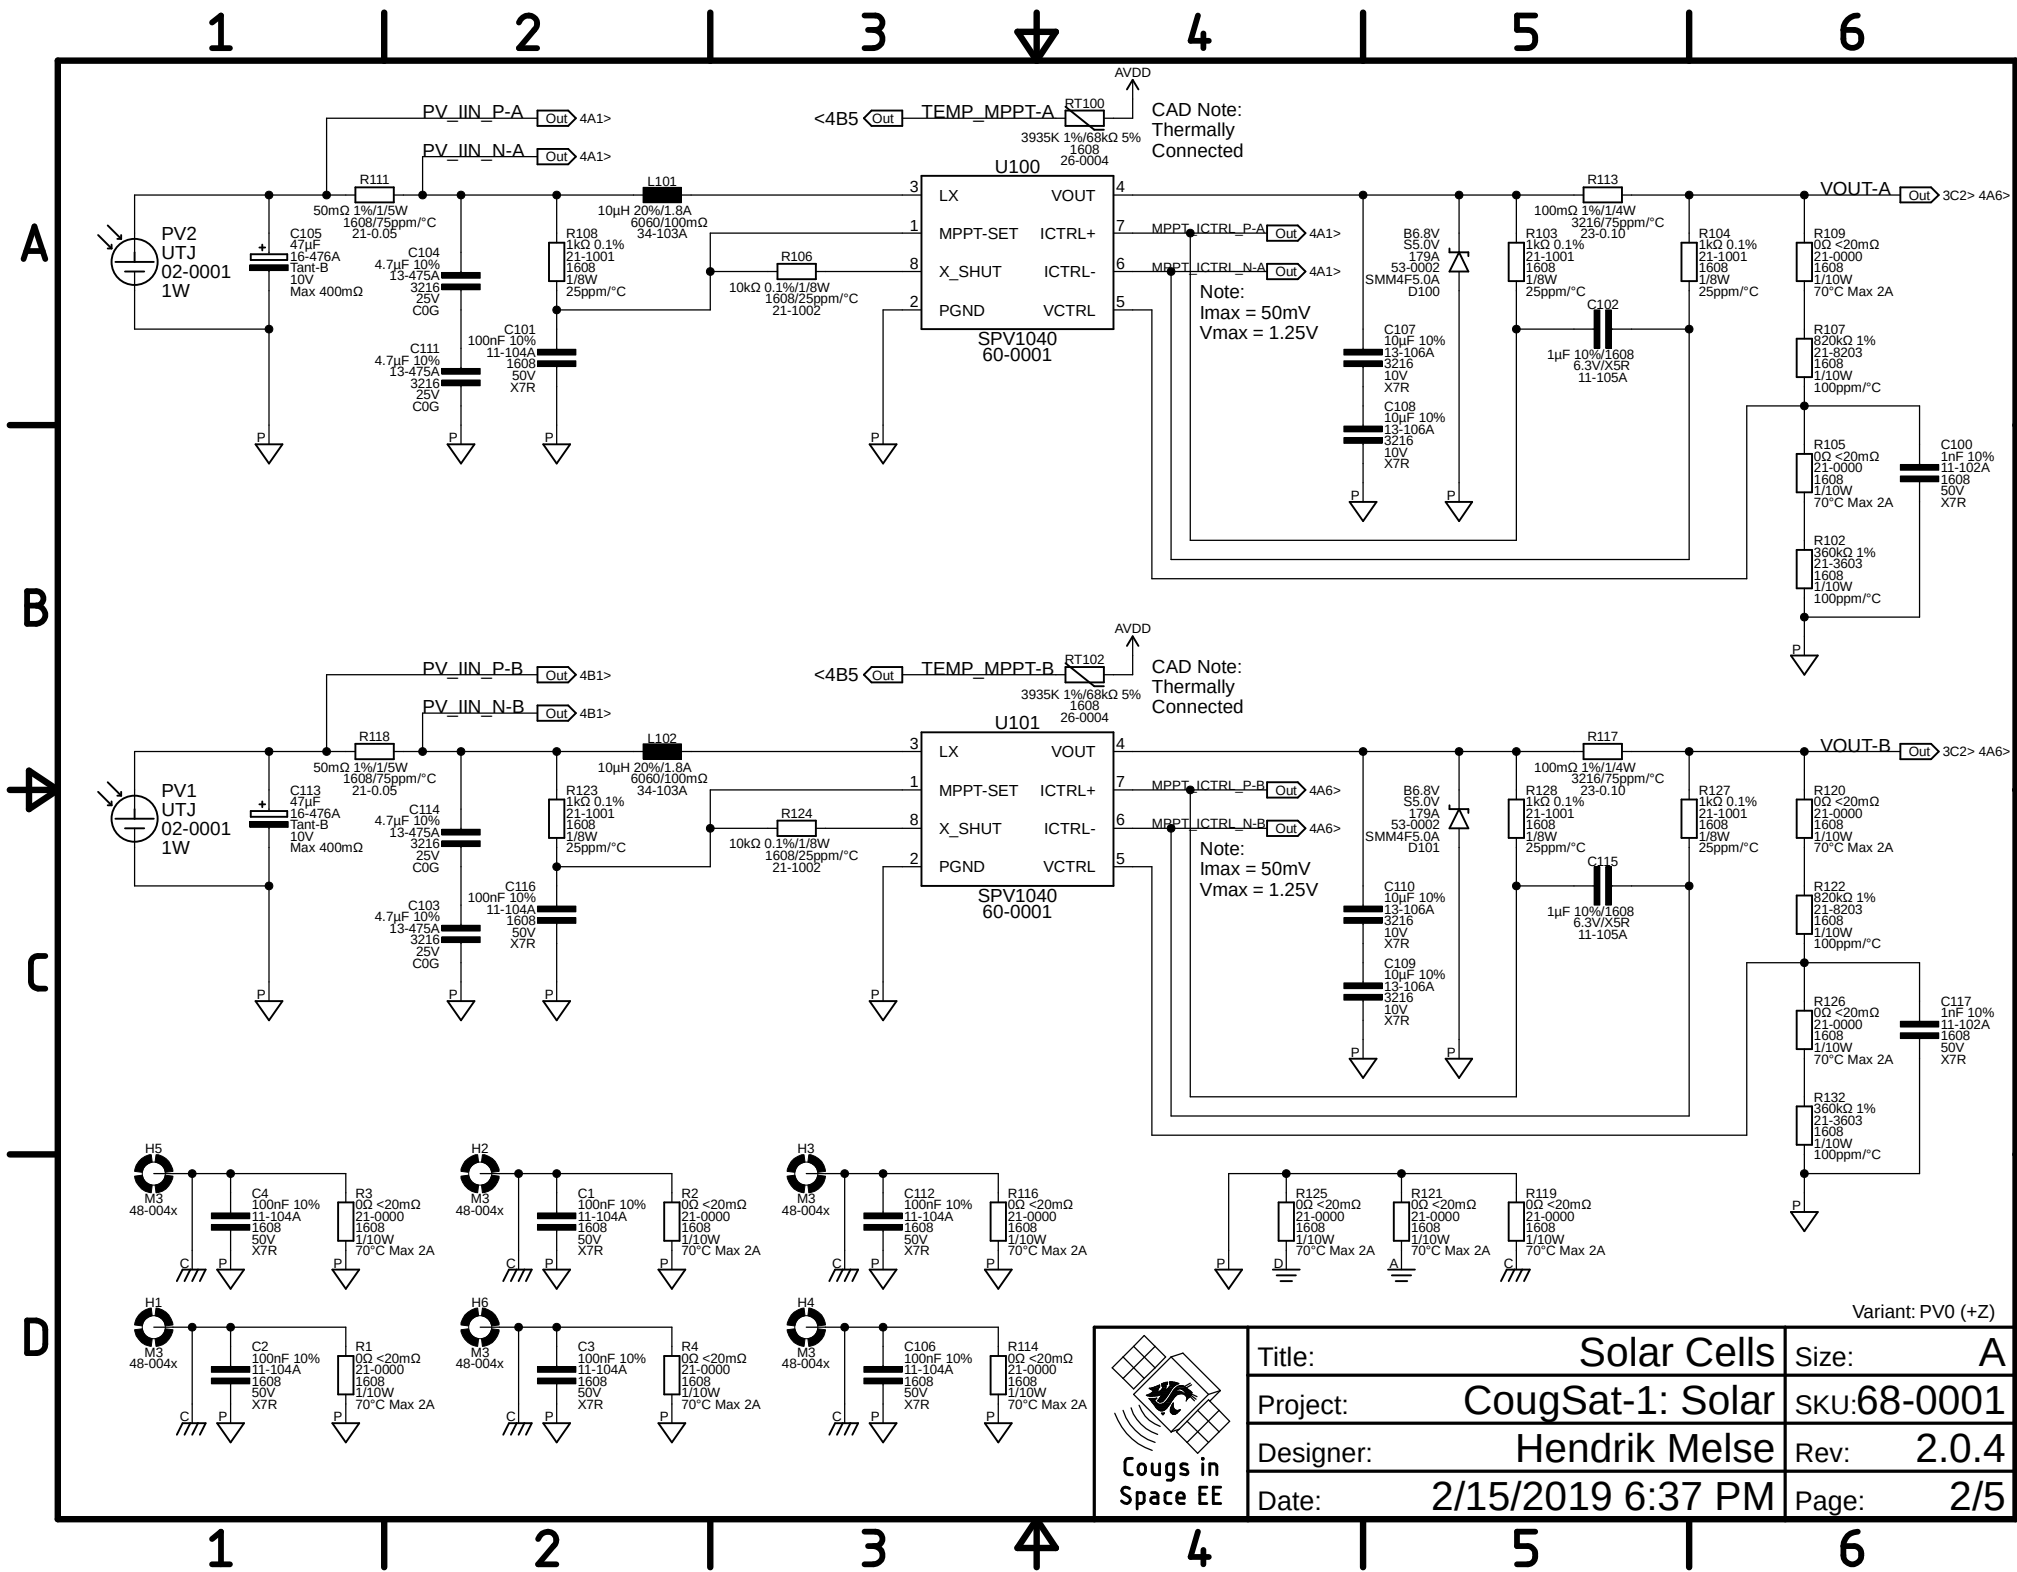 1 2 3 4 5 6
A
B
C
D
PV_IIN_P-A
Out 4A1>
PV_IIN_N-A
Out 4A1>
<4B5 Out
TEMP_MPPT-A
RT100
3935K 1%/68kΩ 5%
1608
26-0004
AVDD
CAD Note:
Thermally
Connected
PV2
UTJ
02-0001
1W
C105
47µF
16-476A
Tant-B
10V
Max 400mΩ
P
R111
50mΩ 1%/1/5W
1608/75ppm/°C
21-0.05
C104
4.7µF 10%
13-475A
3216
25V
C0G
C111
4.7µF 10%
13-475A
3216
25V
C0G
P
R108
1kΩ 0.1%
21-1001
1608
1/8W
25ppm/°C
C101
100nF 10%
11-104A
1608
50V
X7R
P
L101
10µH 20%/1.8A
6060/100mΩ
34-103A
R106
10kΩ 0.1%/1/8W
1608/25ppm/°C
21-1002
P
U100
3 LX VOUT 4
1 MPPT-SET ICTRL+ 7
8 X_SHUT ICTRL- 6
2 PGND VCTRL 5
SPV1040
60-0001
MPPT_ICTRL_P-A
Out 4A1>
MPPT_ICTRL_N-A
Out 4A1>
Note:
Imax = 50mV
Vmax = 1.25V
C107
10µF 10%
13-106A
3216
10V
X7R
C108
10µF 10%
13-106A
3216
10V
X7R
P
B6.8V
S5.0V
179A
53-0002
SMM4F5.0A
D100
P
R113
100mΩ 1%/1/4W
3216/75ppm/°C
23-0.10
R103
1kΩ 0.1%
21-1001
1608
1/8W
25ppm/°C
C102
1µF 10%/1608
6.3V/X5R
11-105A
R104
1kΩ 0.1%
21-1001
1608
1/8W
25ppm/°C
VOUT-A
Out 3C2> 4A6>
R109
0Ω <20mΩ
21-0000
1608
1/10W
70°C Max 2A
R107
820kΩ 1%
21-8203
1608
1/10W
100ppm/°C
R105
0Ω <20mΩ
21-0000
1608
1/10W
70°C Max 2A
C100
1nF 10%
11-102A
1608
50V
X7R
R102
360kΩ 1%
21-3603
1608
1/10W
100ppm/°C
P
PV_IIN_P-B
Out 4B1>
PV_IIN_N-B
Out 4B1>
<4B5 Out
TEMP_MPPT-B
RT102
3935K 1%/68kΩ 5%
1608
26-0004
AVDD
CAD Note:
Thermally
Connected
PV1
UTJ
02-0001
1W
C113
47µF
16-476A
Tant-B
10V
Max 400mΩ
P
R118
50mΩ 1%/1/5W
1608/75ppm/°C
21-0.05
C114
4.7µF 10%
13-475A
3216
25V
C0G
C103
4.7µF 10%
13-475A
3216
25V
C0G
P
R123
1kΩ 0.1%
21-1001
1608
1/8W
25ppm/°C
C116
100nF 10%
11-104A
1608
50V
X7R
P
L102
10µH 20%/1.8A
6060/100mΩ
34-103A
R124
10kΩ 0.1%/1/8W
1608/25ppm/°C
21-1002
P
U101
3 LX VOUT 4
1 MPPT-SET ICTRL+ 7
8 X_SHUT ICTRL- 6
2 PGND VCTRL 5
SPV1040
60-0001
MPPT_ICTRL_P-B
Out 4A6>
MPPT_ICTRL_N-B
Out 4A6>
Note:
Imax = 50mV
Vmax = 1.25V
C110
10µF 10%
13-106A
3216
10V
X7R
C109
10µF 10%
13-106A
3216
10V
X7R
P
B6.8V
S5.0V
179A
53-0002
SMM4F5.0A
D101
P
R117
100mΩ 1%/1/4W
3216/75ppm/°C
23-0.10
R128
1kΩ 0.1%
21-1001
1608
1/8W
25ppm/°C
C115
1µF 10%/1608
6.3V/X5R
11-105A
R127
1kΩ 0.1%
21-1001
1608
1/8W
25ppm/°C
VOUT-B
Out 3C2> 4A6>
R120
0Ω <20mΩ
21-0000
1608
1/10W
70°C Max 2A
R122
820kΩ 1%
21-8203
1608
1/10W
100ppm/°C
R126
0Ω <20mΩ
21-0000
1608
1/10W
70°C Max 2A
C117
1nF 10%
11-102A
1608
50V
X7R
R132
360kΩ 1%
21-3603
1608
1/10W
100ppm/°C
P
H5
M3
48-004x
C
C4
100nF 10%
11-104A
1608
50V
X7R
P
R3
0Ω <20mΩ
21-0000
1608
1/10W
70°C Max 2A
P
H2
M3
48-004x
C
C1
100nF 10%
11-104A
1608
50V
X7R
P
R2
0Ω <20mΩ
21-0000
1608
1/10W
70°C Max 2A
P
H3
M3
48-004x
C
C112
100nF 10%
11-104A
1608
50V
X7R
P
R116
0Ω <20mΩ
21-0000
1608
1/10W
70°C Max 2A
P
P
R125
0Ω <20mΩ
21-0000
1608
1/10W
70°C Max 2A
D
R121
0Ω <20mΩ
21-0000
1608
1/10W
70°C Max 2A
A
R119
0Ω <20mΩ
21-0000
1608
1/10W
70°C Max 2A
C
H1
M3
48-004x
C
C2
100nF 10%
11-104A
1608
50V
X7R
P
R1
0Ω <20mΩ
21-0000
1608
1/10W
70°C Max 2A
P
H6
M3
48-004x
C
C3
100nF 10%
11-104A
1608
50V
X7R
P
R4
0Ω <20mΩ
21-0000
1608
1/10W
70°C Max 2A
P
H4
M3
48-004x
C
C106
100nF 10%
11-104A
1608
50V
X7R
P
R114
0Ω <20mΩ
21-0000
1608
1/10W
70°C Max 2A
P
Variant: PV0 (+Z)
Cougs in
Space EE
Title: Solar Cells Size: A
Project: CougSat-1: Solar SKU: 68-0001
Designer: Hendrik Melse Rev: 2.0.4
Date: 2/15/2019 6:37 PM Page: 2/5
1 2 3 4 5 6